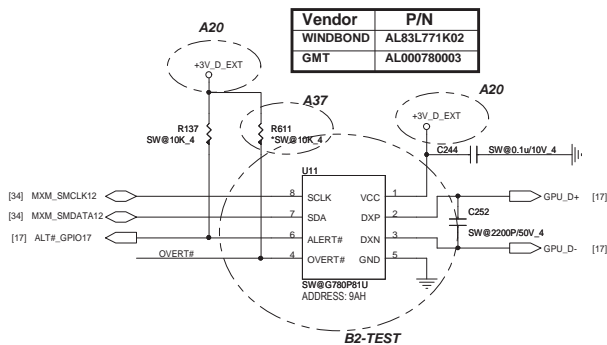 Vendor P/N
WINDBOND AL83L771K02
GMT AL000780003
A20
+3V_D_EXT
A37
A20
+3V_D_EXT
R137
SW@10K_4
R611
*SW@10K_4
C244
SW@0.1u/10V_4
U11
[34] MXM_SMCLK12
8 SCLK
VCC 1
GPU_D+ [17]
[34] MXM_SMDATA12
7 SDA
DXP 2
C252
SW@2200P/50V_4
[17] ALT#_GPIO17
6 ALERT#
DXN 3
GPU_D- [17]
OVERT#
4 OVERT#
GND 5
SW@G780P81U
ADDRESS: 9AH
B2-TEST